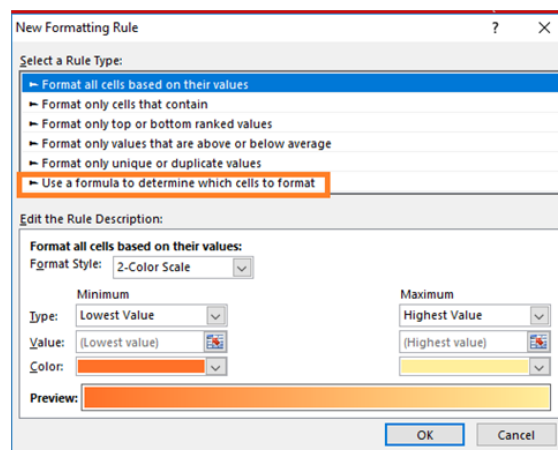 New Formatting Rule ? ×
Select a Rule Type:
► Format all cells based on their values
► Format only cells that contain
► Format only top or bottom ranked values
► Format only values that are above or below average
► Format only unique or duplicate values
► Use a formula to determine which cells to format
Edit the Rule Description:
Format all cells based on their values:
Format Style: 2-Color Scale
Minimum Maximum
Type: Lowest Value Highest Value
Value: (Lowest value) (Highest value)
Color:
Preview:
OK Cancel